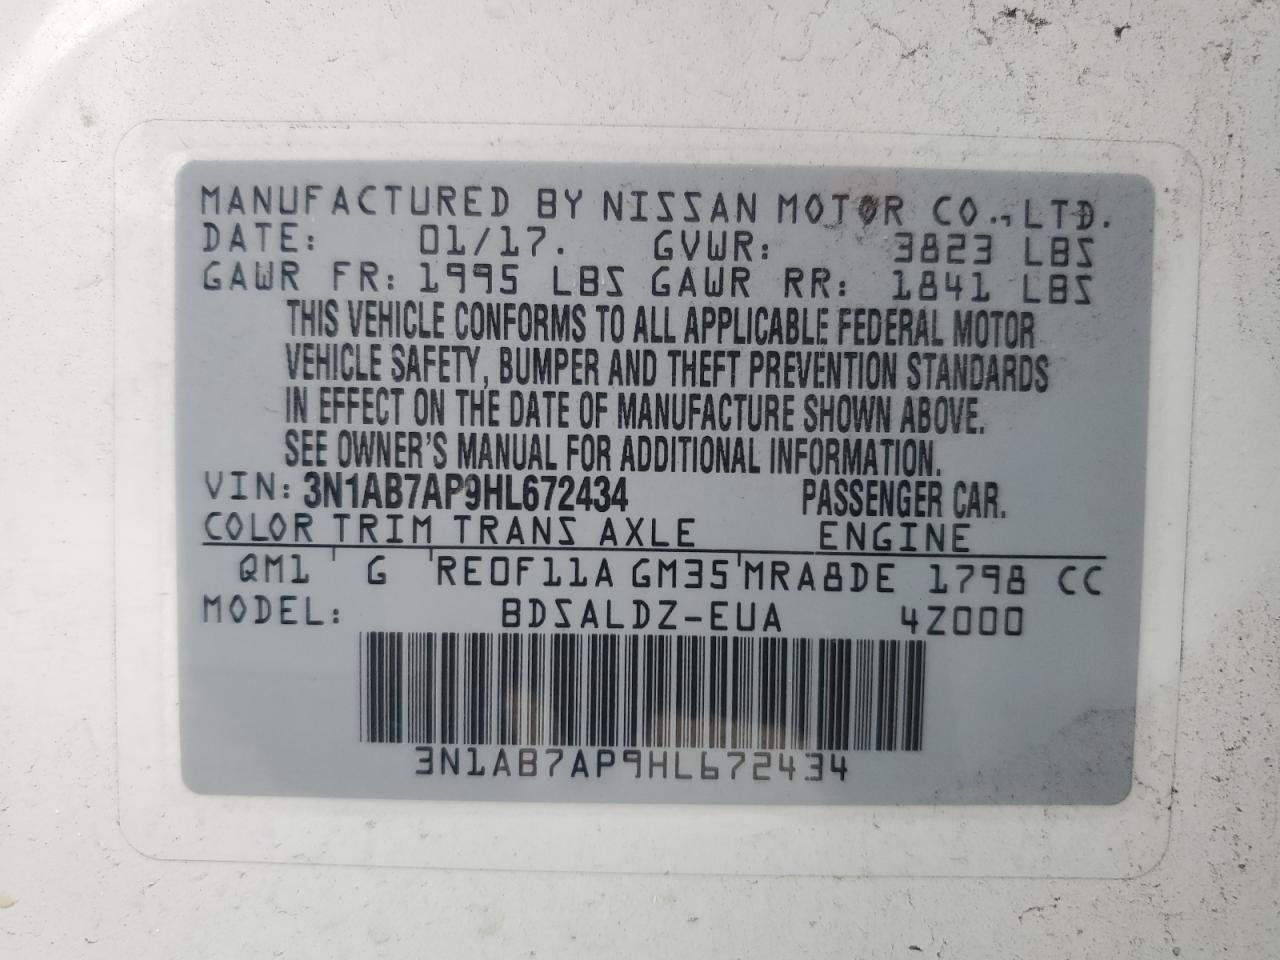 MANUFACTURED BY NISSAN MOTOR CO., LTD.
DATE: 01/17. GVWR: 3823 LBS
GAWR FR: 1995 LBS GAWR RR: 1841 LBS
THIS VEHICLE CONFORMS TO ALL APPLICABLE FEDERAL MOTOR
VEHICLE SAFETY, BUMPER AND THEFT PREVENTION STANDARDS
IN EFFECT ON THE DATE OF MANUFACTURE SHOWN ABOVE.
SEE OWNER'S MANUAL FOR ADDITIONAL INFORMATION.
VIN: 3N1AB7AP9HL672434 PASSENGER CAR.
COLOR TRIM TRANS AXLE ENGINE
QM1 G RE0F11A GM35 MRA8DE 1798 CC
MODEL: BDSALDZ-EUA 4Z000
3N1AB7AP9HL672434